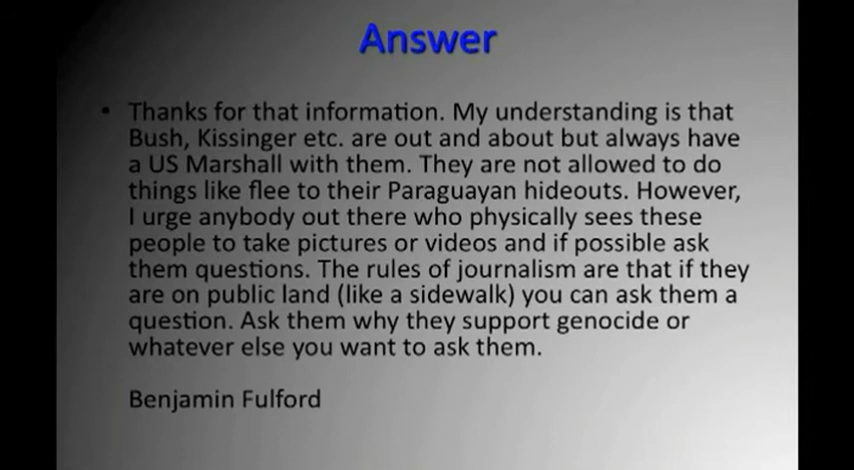 Answer
• Thanks for that information. My understanding is that
Bush, Kissinger etc. are out and about but always have
a US Marshall with them. They are not allowed to do
things like flee to their Paraguayan hideouts. However,
I urge anybody out there who physically sees these
people to take pictures or videos and if possible ask
them questions. The rules of journalism are that if they
are on public land (like a sidewalk) you can ask them a
question. Ask them why they support genocide or
whatever else you want to ask them.
Benjamin Fulford